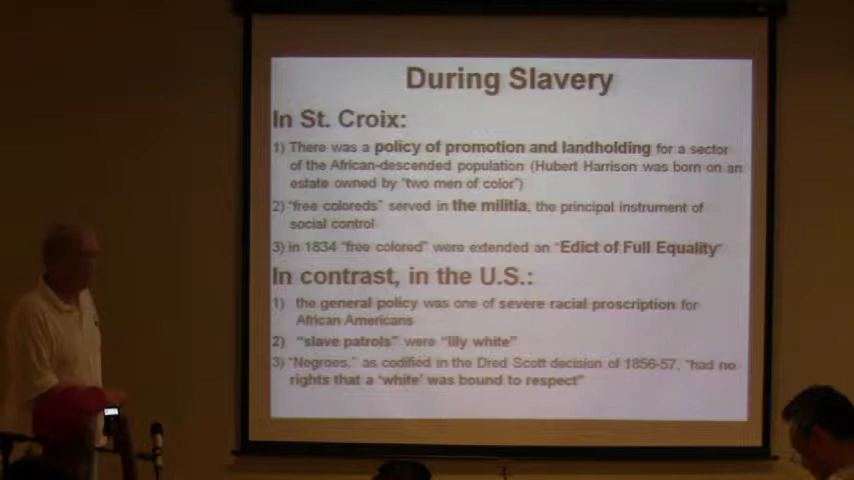 During Slavery
In St. Croix:
1) There was a policy of promotion and landholding for a sector
of the African-descended population (Hubert Harrison was born on an
estate owned by "two men of color")
2) "free coloreds" served in the militia, the principal instrument of
social control
3) in 1834 "free colored" were extended an "Edict of Full Equality"
In contrast, in the U.S.:
1) the general policy was one of severe racial proscription for
African Americans
2) "slave patrols" were "lily white"
3) "Negroes," as codified in the Dred Scott decision of 1856-57, "had no
rights that a 'white' was bound to respect"